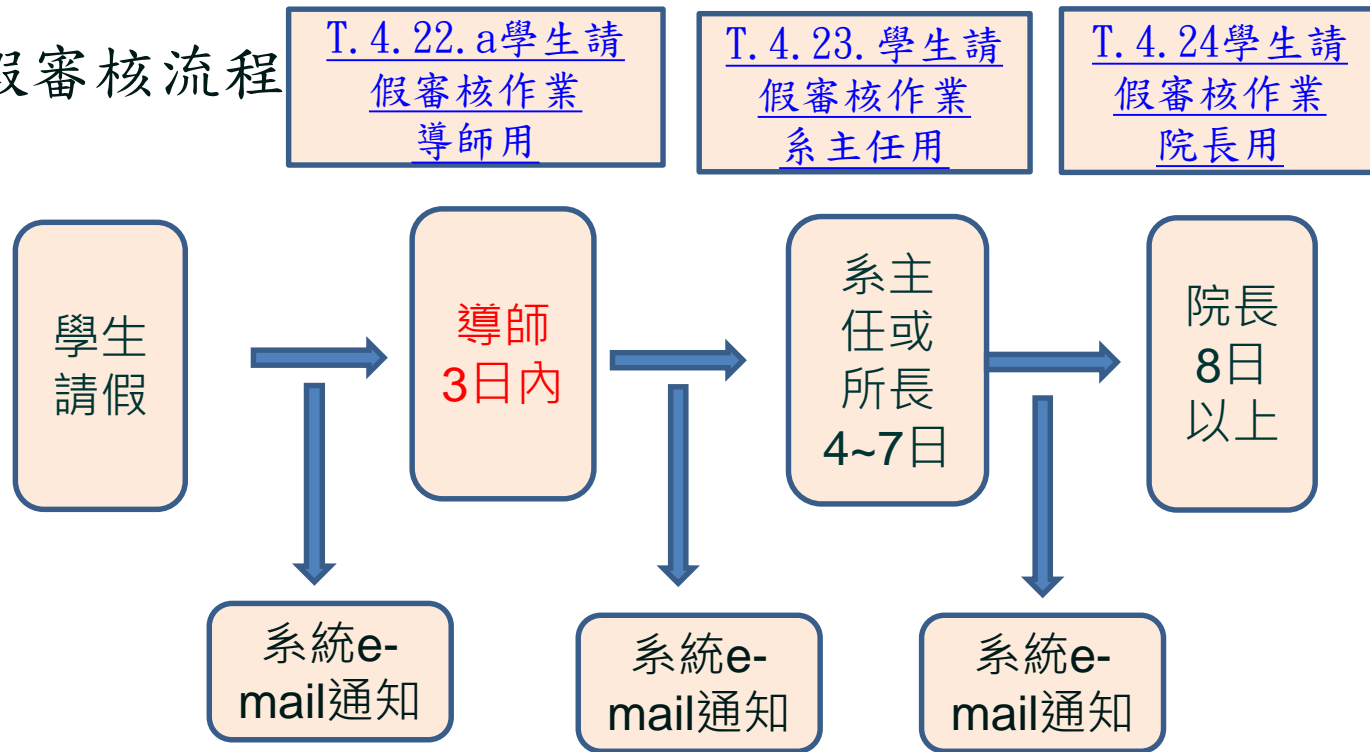 假審核流程
T.4.22.a學生請
假審核作業
導師用
T.4.23.學生請
假審核作業
系主任用
T.4.24學生請
假審核作業
院長用
學生
請假
導師
3日內
系主
任或
所長
4~7日
院長
8日
以上
系統e-
mail通知
系統e-
mail通知
系統e-
mail通知